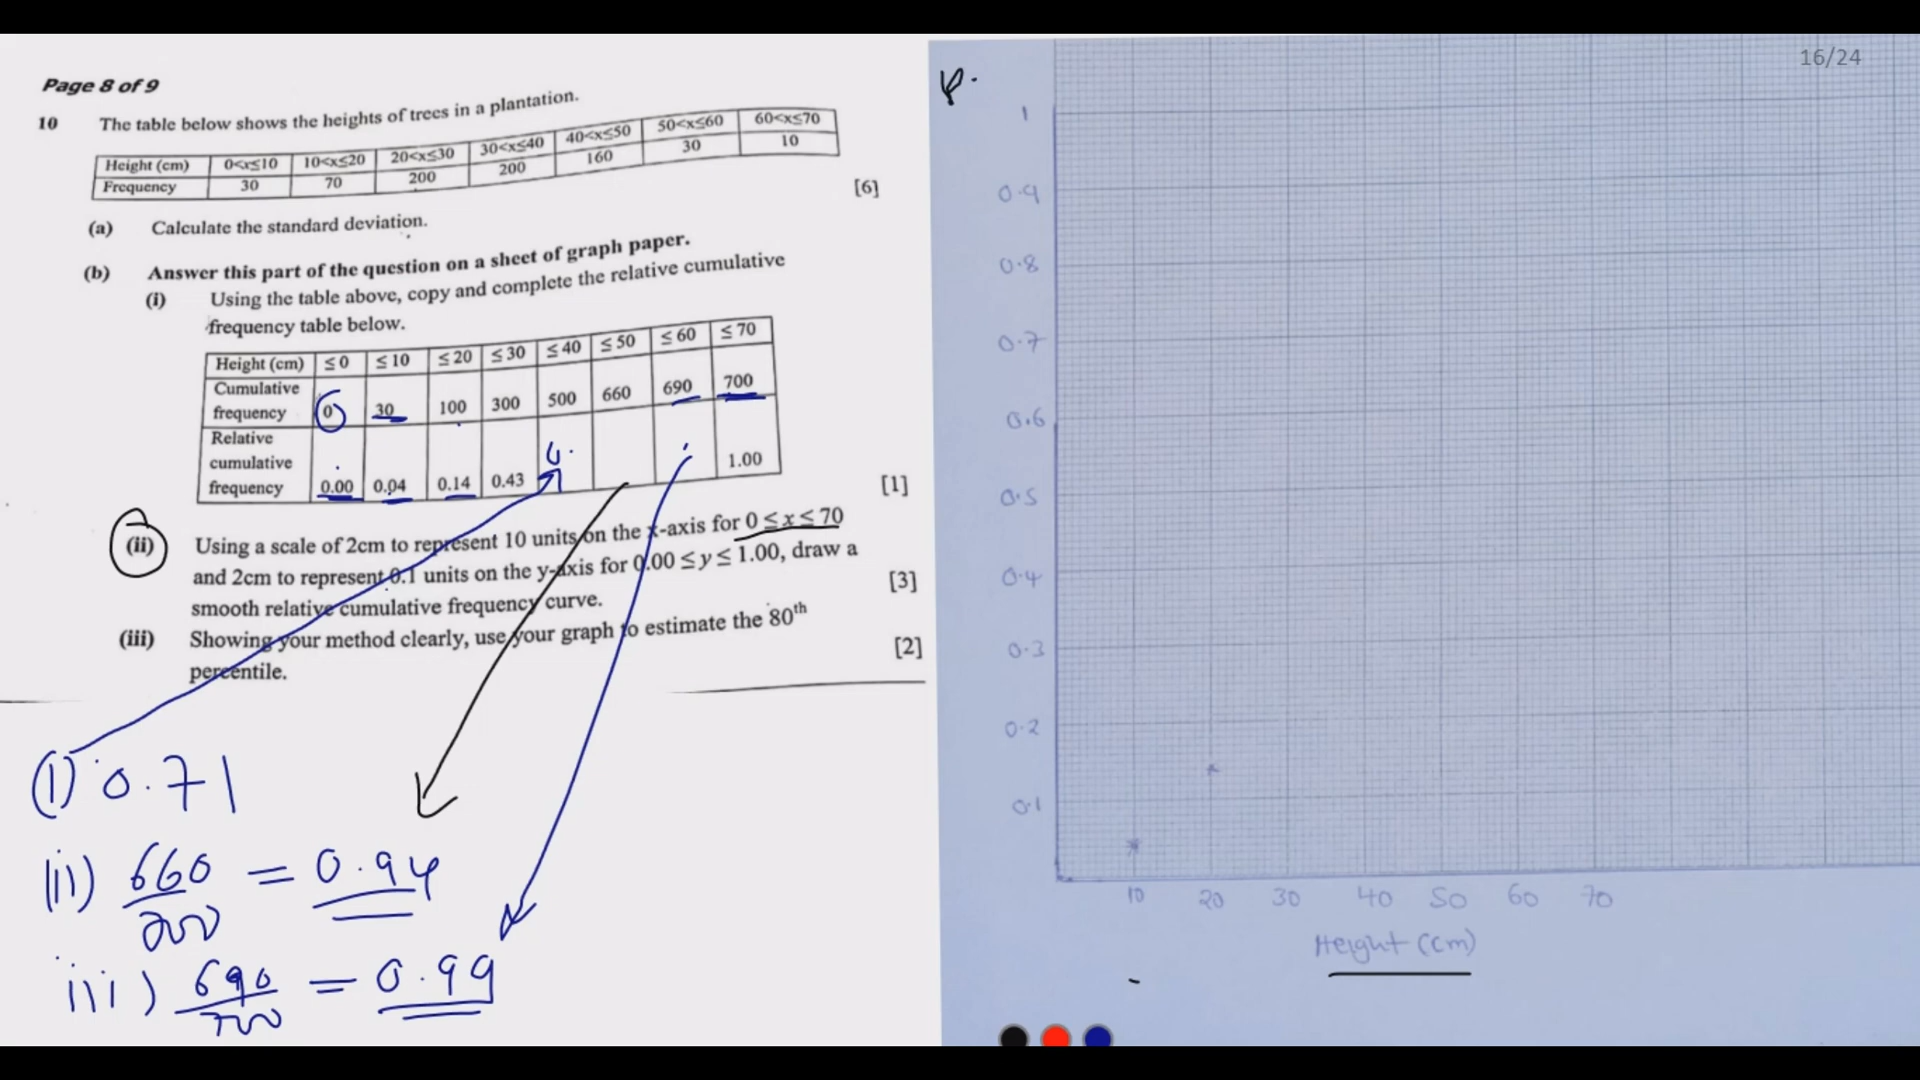 16/24
Page 8 of 9
10 The table below shows the heights of trees in a plantation.
Height (cm) 0<x≤10 10<x≤20 20<x≤30 30<x≤40 40<x≤50 50<x≤60 60<x≤70
Frequency 30 70 200 200 160 30 10
[6]
(a) Calculate the standard deviation.
(b) Answer this part of the question on a sheet of graph paper.
(i) Using the table above, copy and complete the relative cumulative
frequency table below.
Height (cm) ≤ 0 ≤ 10 ≤ 20 ≤ 30 ≤ 40 ≤ 50 ≤ 60 ≤ 70
Cumulative
frequency 0 30 100 300 500 660 690 700
Relative
cumulative
frequency 0.00 0.04 0.14 0.43 1.00
[1]
(ii) Using a scale of 2cm to represent 10 units on the x-axis for 0 ≤ x ≤ 70
and 2cm to represent 0.1 units on the y-axis for 0.00 ≤ y ≤ 1.00, draw a
smooth relative cumulative frequency curve. [3]
(iii) Showing your method clearly, use your graph to estimate the 80th
percentile. [2]
(i) 0.71
(ii) 660/700 = 0.94
iii) 690/700 = 0.99
1
0.9
0.8
0.7
0.6
0.5
0.4
0.3
0.2
0.1
10 20 30 40 50 60 70
Height (cm)